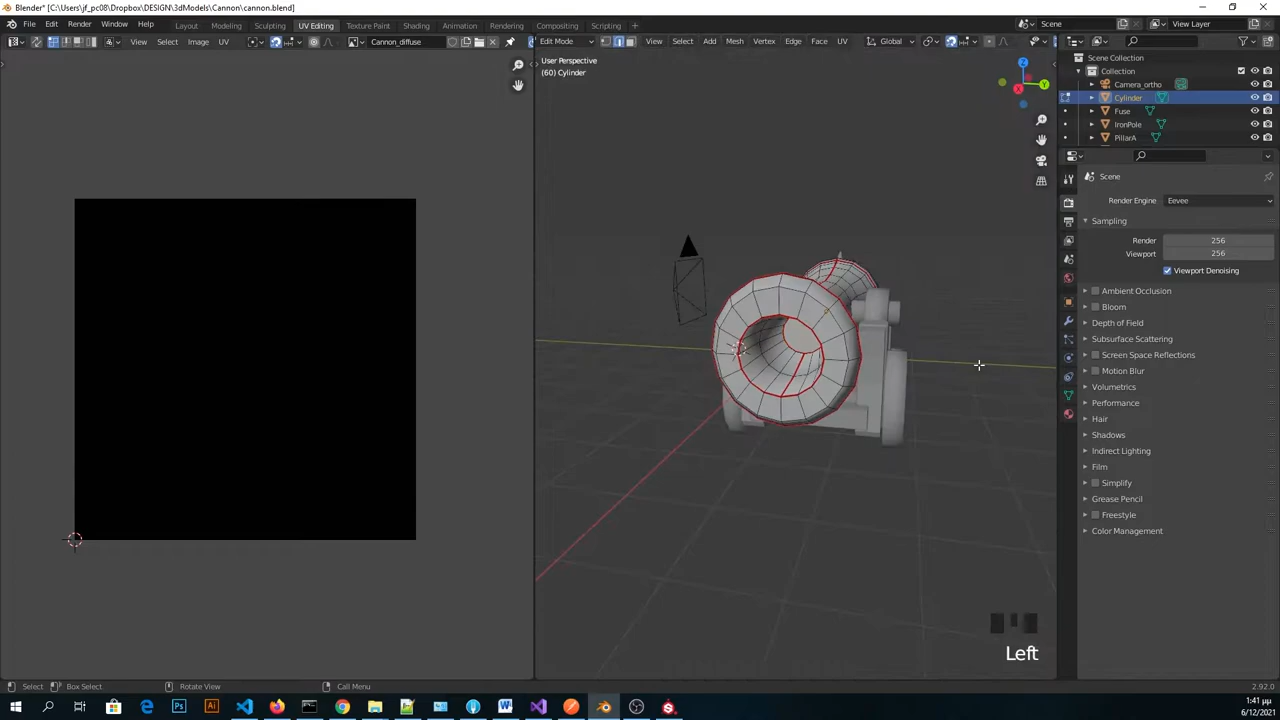 Blender* [C:\Users\jf_pc08\Dropbox\DESIGN\3dModels\Cannon\cannon.blend]
File Edit Render Window Help Layout Modeling Sculpting UV Editing Texture Paint Shading Animation Rendering Compositing Scripting + Scene View Layer
View Select Image UV Cannon_diffuse Edit Mode View Select Add Mesh Vertex Edge Face UV Global
User Perspective
(60) Cylinder
Scene Collection
Collection
Camera_ortho
Cylinder
Fuse
IronPole
PillarA
Z
Y
X
Scene
Render Engine Eevee
Sampling
Render 256
Viewport 256
Viewport Denoising
Ambient Occlusion
Bloom
Depth of Field
Subsurface Scattering
Screen Space Reflections
Motion Blur
Volumetrics
Performance
Hair
Shadows
Indirect Lighting
Film
Simplify
Grease Pencil
Freestyle
Color Management
Left
Select Box Select Rotate View Call Menu 2.92.0
1:41 μμ
6/12/2021